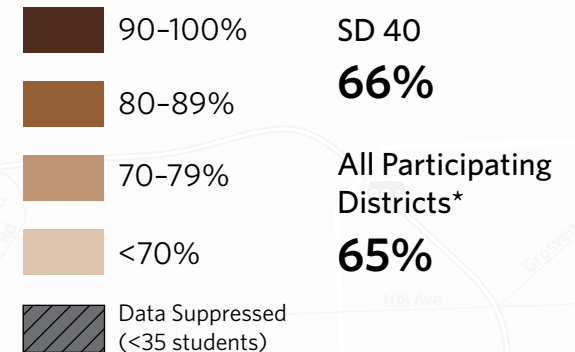 90–100%
80–89%
70–79%
<70%
Data Suppressed
(<35 students)
SD 40
66%
All Participating
Districts*
65%
108 Ave